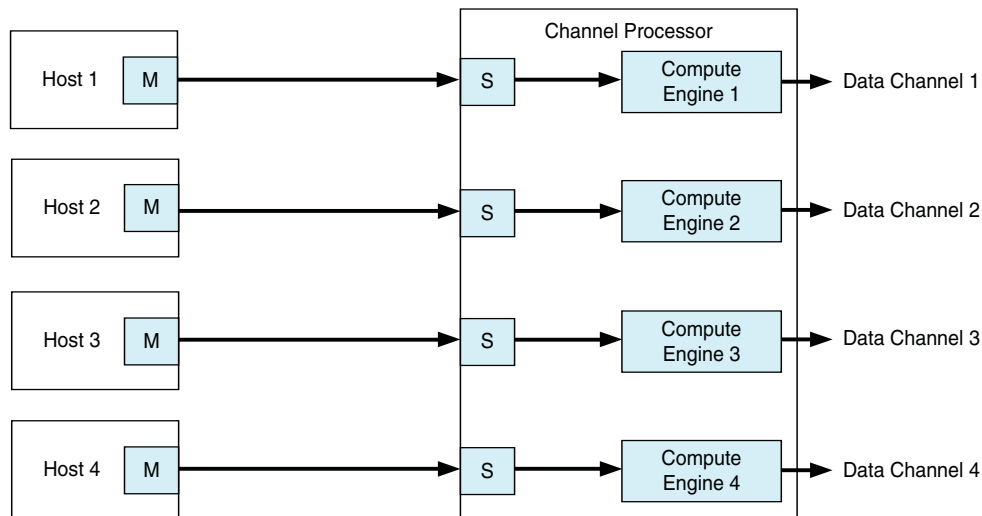 Channel Processor
Host 1
M
S
Compute
Engine 1
Data Channel 1
Host 2
M
S
Compute
Engine 2
Data Channel 2
Host 3
M
S
Compute
Engine 3
Data Channel 3
Host 4
M
S
Compute
Engine 4
Data Channel 4